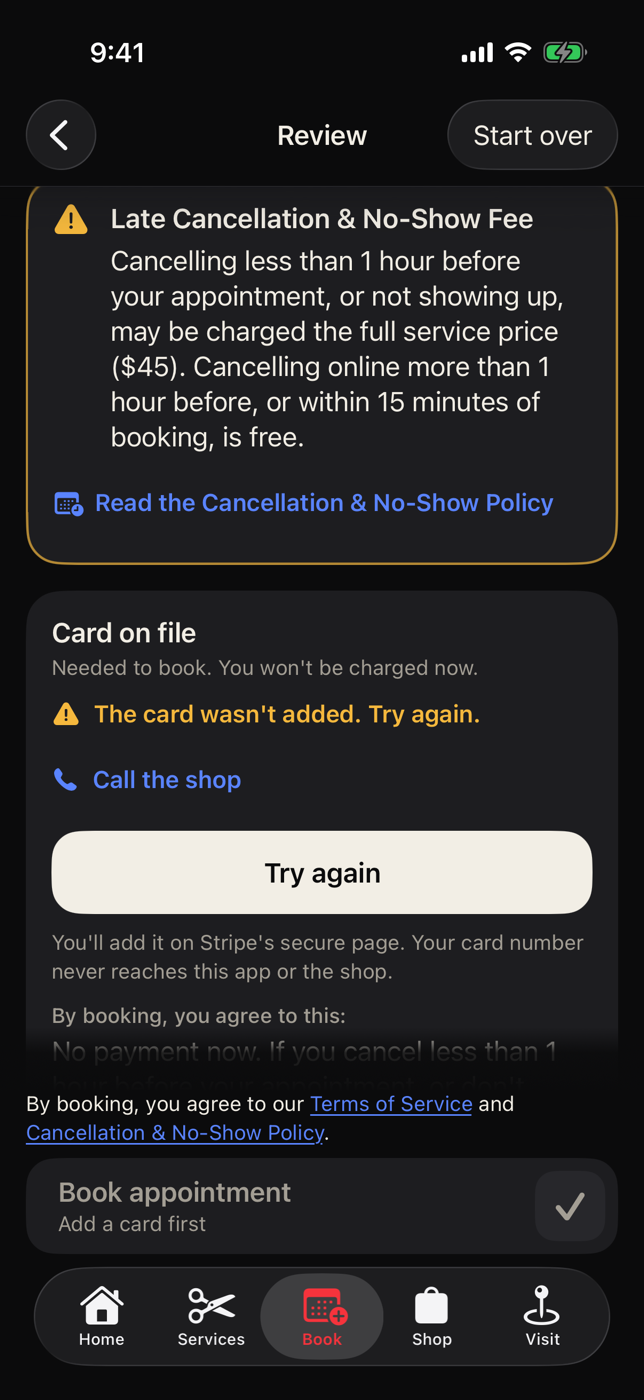 9:41
Review
Start over
Late Cancellation & No-Show Fee
Cancelling less than 1 hour before
your appointment, or not showing up,
may be charged the full service price
($45). Cancelling online more than 1
hour before, or within 15 minutes of
booking, is free.
Read the Cancellation & No-Show Policy
Card on file
Needed to book. You won't be charged now.
The card wasn't added. Try again.
Call the shop
Try again
You'll add it on Stripe's secure page. Your card number
never reaches this app or the shop.
By booking, you agree to this:
No payment now. If you cancel less than 1
hour before your appointment, or don't
By booking, you agree to our Terms of Service and
Cancellation & No-Show Policy.
Book appointment
Add a card first
Home
Services
Book
Shop
Visit